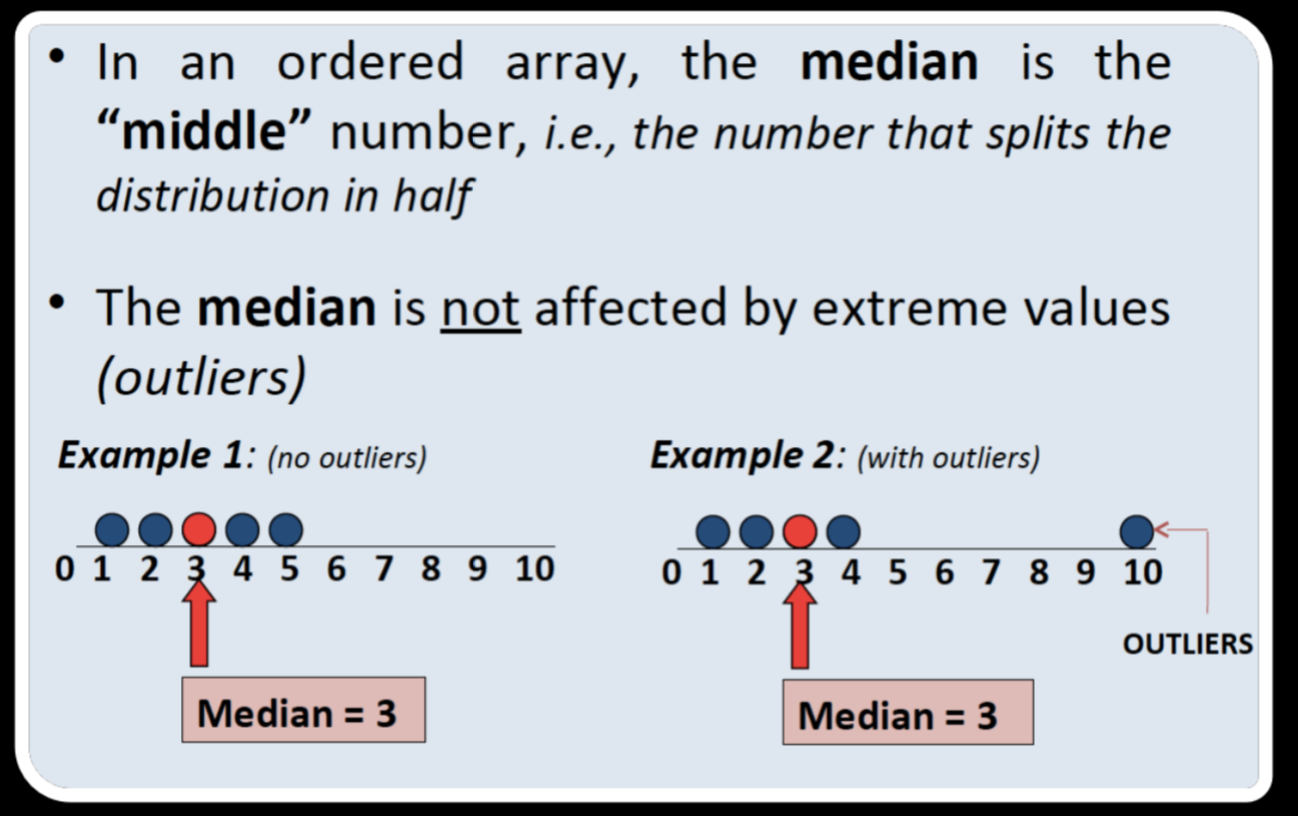 • In an ordered array, the median is the
“middle” number, i.e., the number that splits the
distribution in half
• The median is not affected by extreme values
(outliers)
Example 1: (no outliers)
0 1 2 3 4 5 6 7 8 9 10
Median = 3
Example 2: (with outliers)
0 1 2 3 4 5 6 7 8 9 10
OUTLIERS
Median = 3